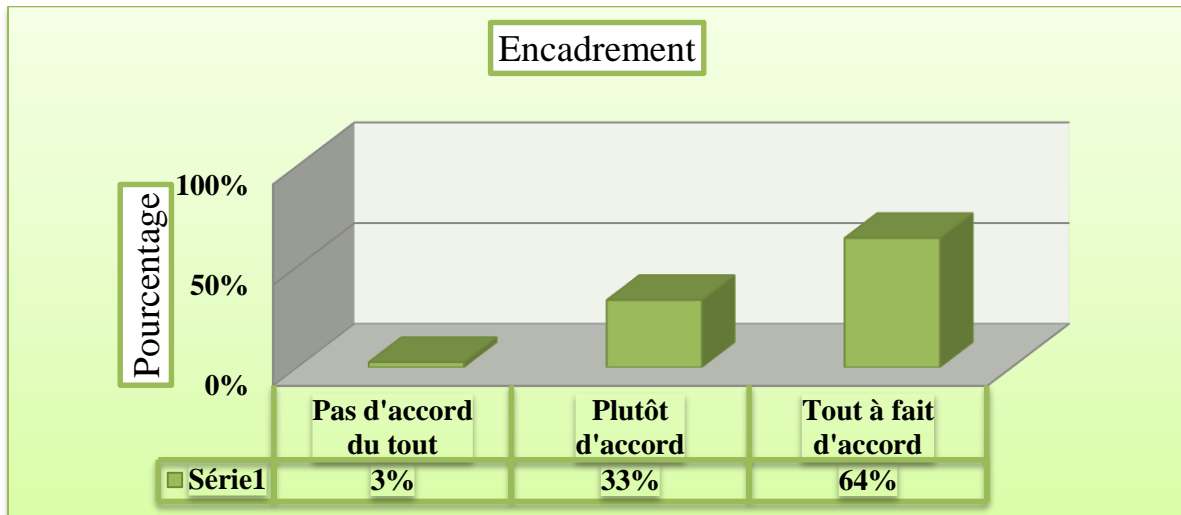 Encadrement
Pourcentage
100%
50%
0%
Pas d'accord du tout
Plutôt d'accord
Tout à fait d'accord
Série1 3% 33% 64%